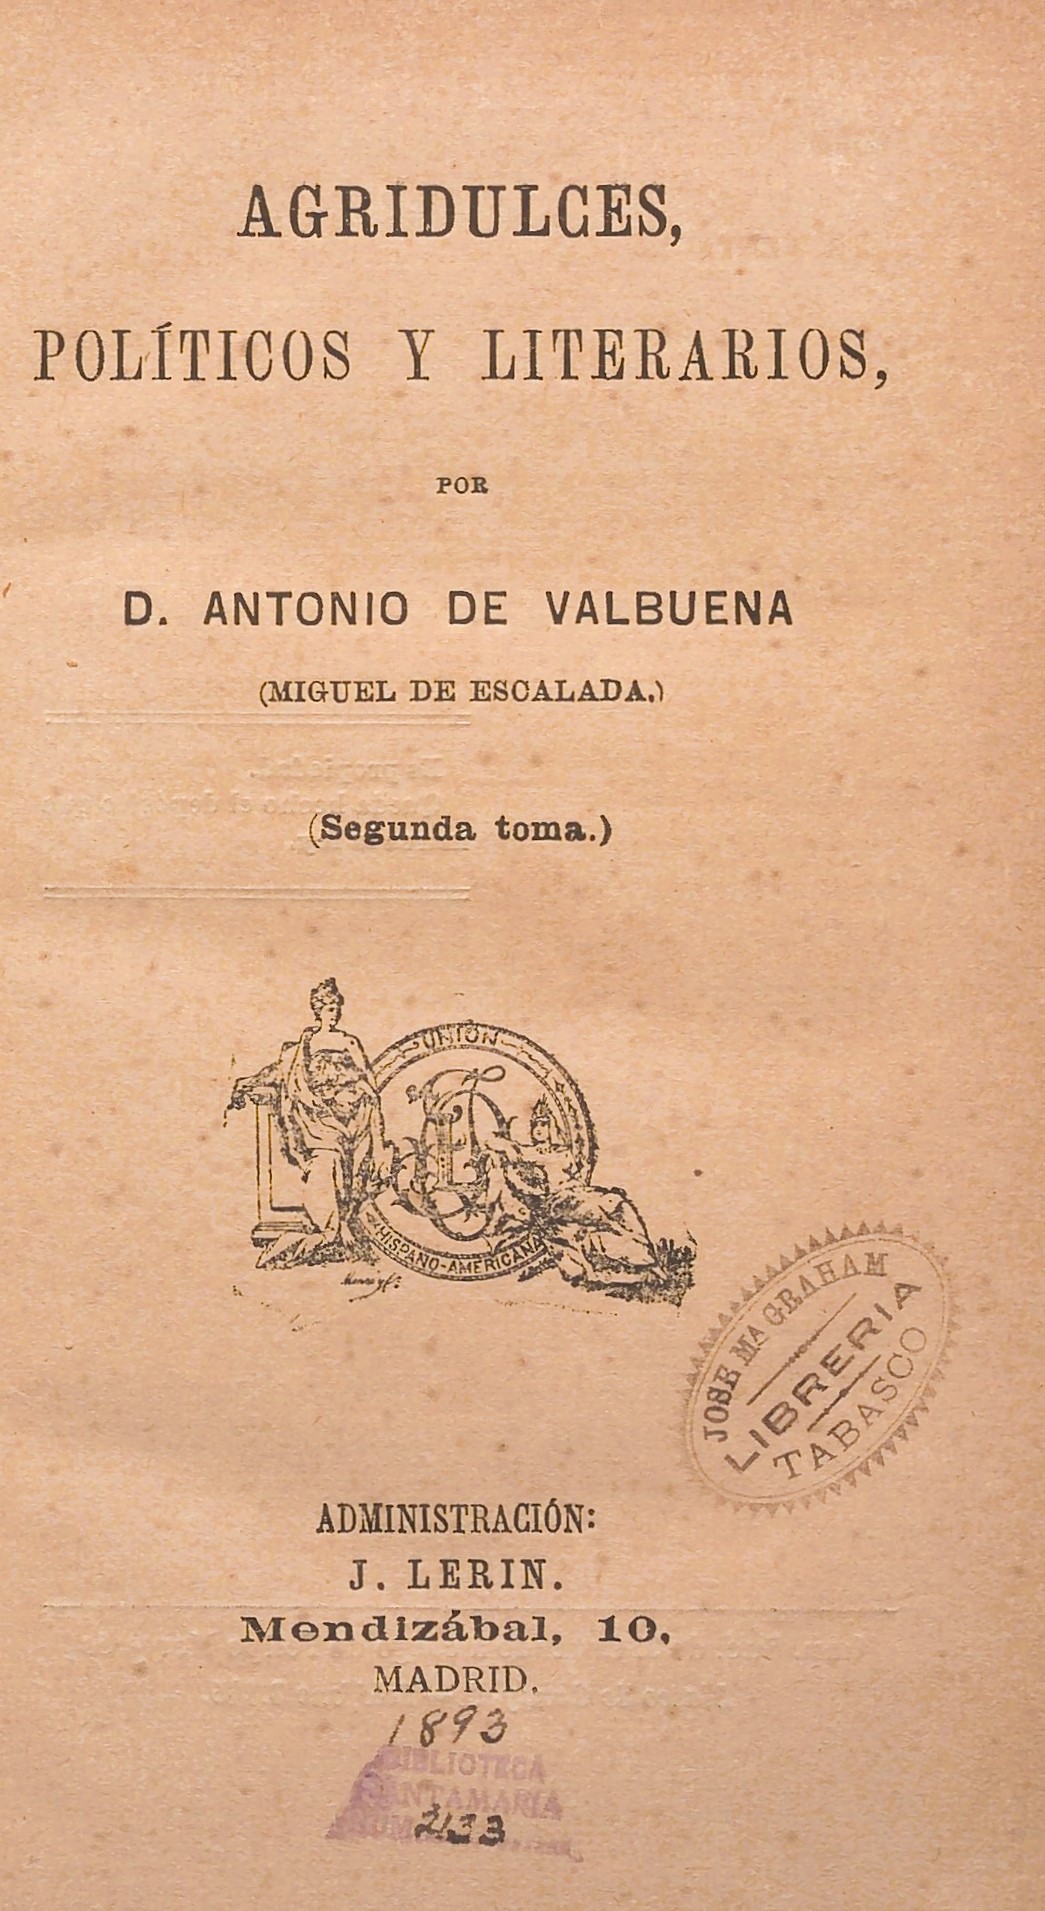 AGRIDULCES,
POLÍTICOS Y LITERARIOS,
POR
D. ANTONIO DE VALBUENA
(MIGUEL DE ESCALADA.)
(Segunda toma.)
UNIÓN
HISPANO-AMERICANA
JOSE Mª GRAHAM
LIBRERIA
TABASCO
ADMINISTRACIÓN:
J. LERIN.
Mendizábal, 10.
MADRID.
1893
BIBLIOTECA
SANTAMARIA
2133